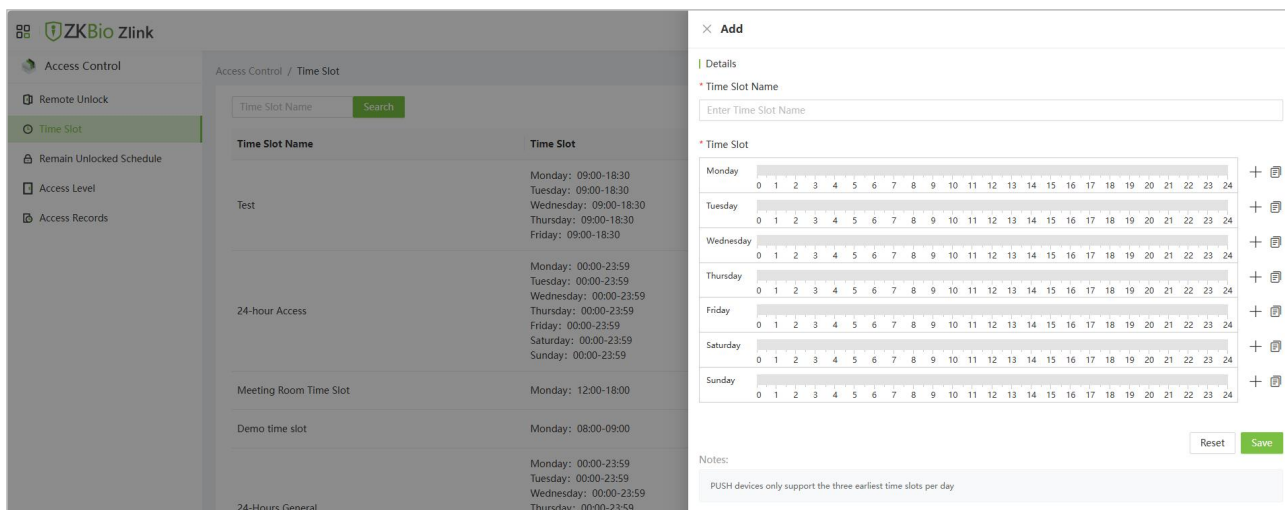 ZKBio Zlink
Access Control
Remote Unlock
Time Slot
Remain Unlocked Schedule
Access Level
Access Records
Access Control / Time Slot
Time Slot Name Search
Time Slot Name Time Slot
Test
Monday: 09:00-18:30
Tuesday: 09:00-18:30
Wednesday: 09:00-18:30
Thursday: 09:00-18:30
Friday: 09:00-18:30
24-hour Access
Monday: 00:00-23:59
Tuesday: 00:00-23:59
Wednesday: 00:00-23:59
Thursday: 00:00-23:59
Friday: 00:00-23:59
Saturday: 00:00-23:59
Sunday: 00:00-23:59
Meeting Room Time Slot Monday: 12:00-18:00
Demo time slot Monday: 08:00-09:00
Monday: 00:00-23:59
Tuesday: 00:00-23:59
Wednesday: 00:00-23:59
24-Hours General Thursday: 00:00-23:59
Add
Details
* Time Slot Name
Enter Time Slot Name
* Time Slot
Monday
0 1 2 3 4 5 6 7 8 9 10 11 12 13 14 15 16 17 18 19 20 21 22 23 24
Tuesday
0 1 2 3 4 5 6 7 8 9 10 11 12 13 14 15 16 17 18 19 20 21 22 23 24
Wednesday
0 1 2 3 4 5 6 7 8 9 10 11 12 13 14 15 16 17 18 19 20 21 22 23 24
Thursday
0 1 2 3 4 5 6 7 8 9 10 11 12 13 14 15 16 17 18 19 20 21 22 23 24
Friday
0 1 2 3 4 5 6 7 8 9 10 11 12 13 14 15 16 17 18 19 20 21 22 23 24
Saturday
0 1 2 3 4 5 6 7 8 9 10 11 12 13 14 15 16 17 18 19 20 21 22 23 24
Sunday
0 1 2 3 4 5 6 7 8 9 10 11 12 13 14 15 16 17 18 19 20 21 22 23 24
Reset Save
Notes:
PUSH devices only support the three earliest time slots per day